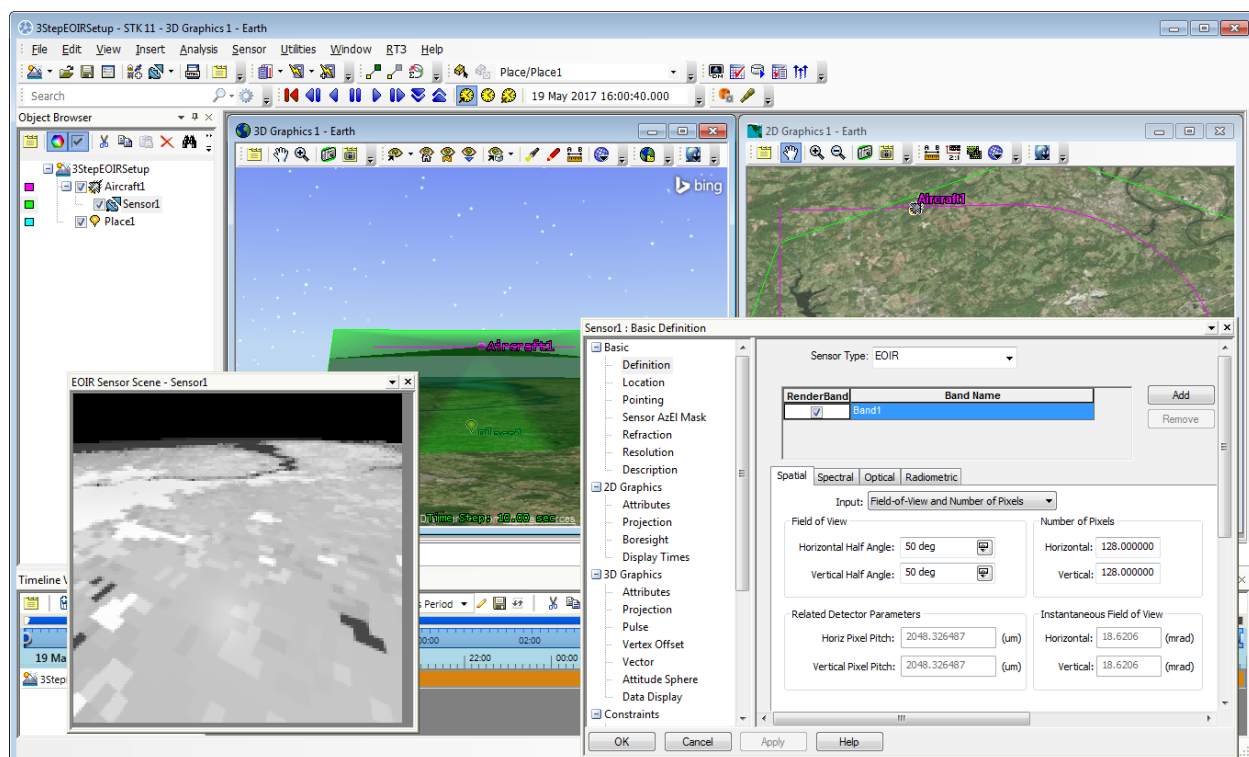 3StepEOIRSetup - STK 11 - 3D Graphics 1 - Earth
File Edit View Insert Analysis Sensor Utilities Window RT3 Help
Place/Place1
Search
19 May 2017 16:00:40.000
Object Browser
3StepEOIRSetup
Aircraft1
Sensor1
Place1
3D Graphics 1 - Earth
bing
Aircraft1
Time Step: 10.00 sec
2D Graphics 1 - Earth
Aircraft1
EOIR Sensor Scene - Sensor1
Timeline V
Period
00:00 02:00
19 Ma 22:00 00:00
3Step
Sensor1 : Basic Definition
Basic
Definition
Location
Pointing
Sensor AzEl Mask
Refraction
Resolution
Description
2D Graphics
Attributes
Projection
Boresight
Display Times
3D Graphics
Attributes
Projection
Pulse
Vertex Offset
Vector
Attitude Sphere
Data Display
Constraints
Sensor Type: EOIR
RenderBand Band Name
Band1
Add
Remove
Spatial Spectral Optical Radiometric
Input: Field-of-View and Number of Pixels
Field of View
Horizontal Half Angle: 50 deg
Vertical Half Angle: 50 deg
Number of Pixels
Horizontal: 128.000000
Vertical: 128.000000
Related Detector Parameters
Horiz Pixel Pitch: 2048.326487 (um)
Vertical Pixel Pitch: 2048.326487 (um)
Instantaneous Field of View
Horizontal: 18.6206 (mrad)
Vertical: 18.6206 (mrad)
OK Cancel Apply Help